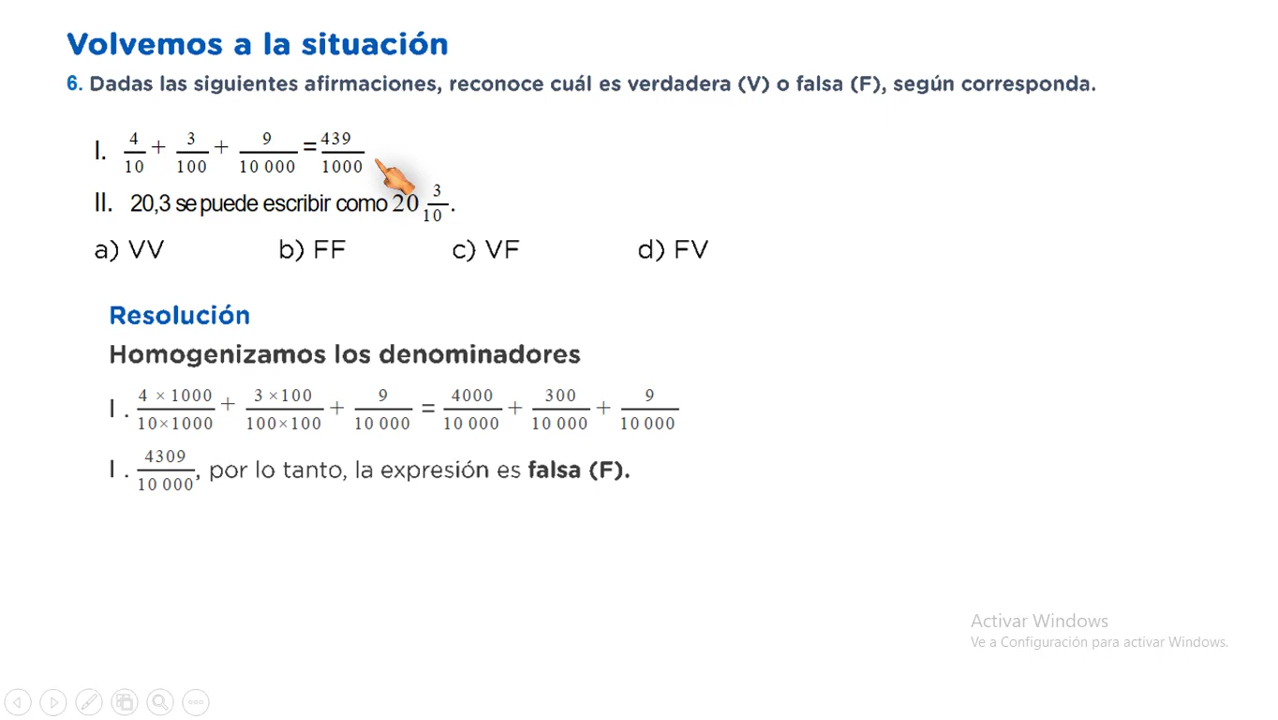 Volvemos a la situación
6. Dadas las siguientes afirmaciones, reconoce cuál es verdadera (V) o falsa (F), según corresponda.
I. 4/10 + 3/100 + 9/10 000 = 439/1000
II. 20,3 se puede escribir como 20 3/10.
a) VV b) FF c) VF d) FV
Resolución
Homogenizamos los denominadores
I . 4 × 1000/10×1000 + 3 ×100/100×100 + 9/10 000 = 4000/10 000 + 300/10 000 + 9/10 000
I . 4309/10 000, por lo tanto, la expresión es falsa (F).
Activar Windows
Ve a Configuración para activar Windows.